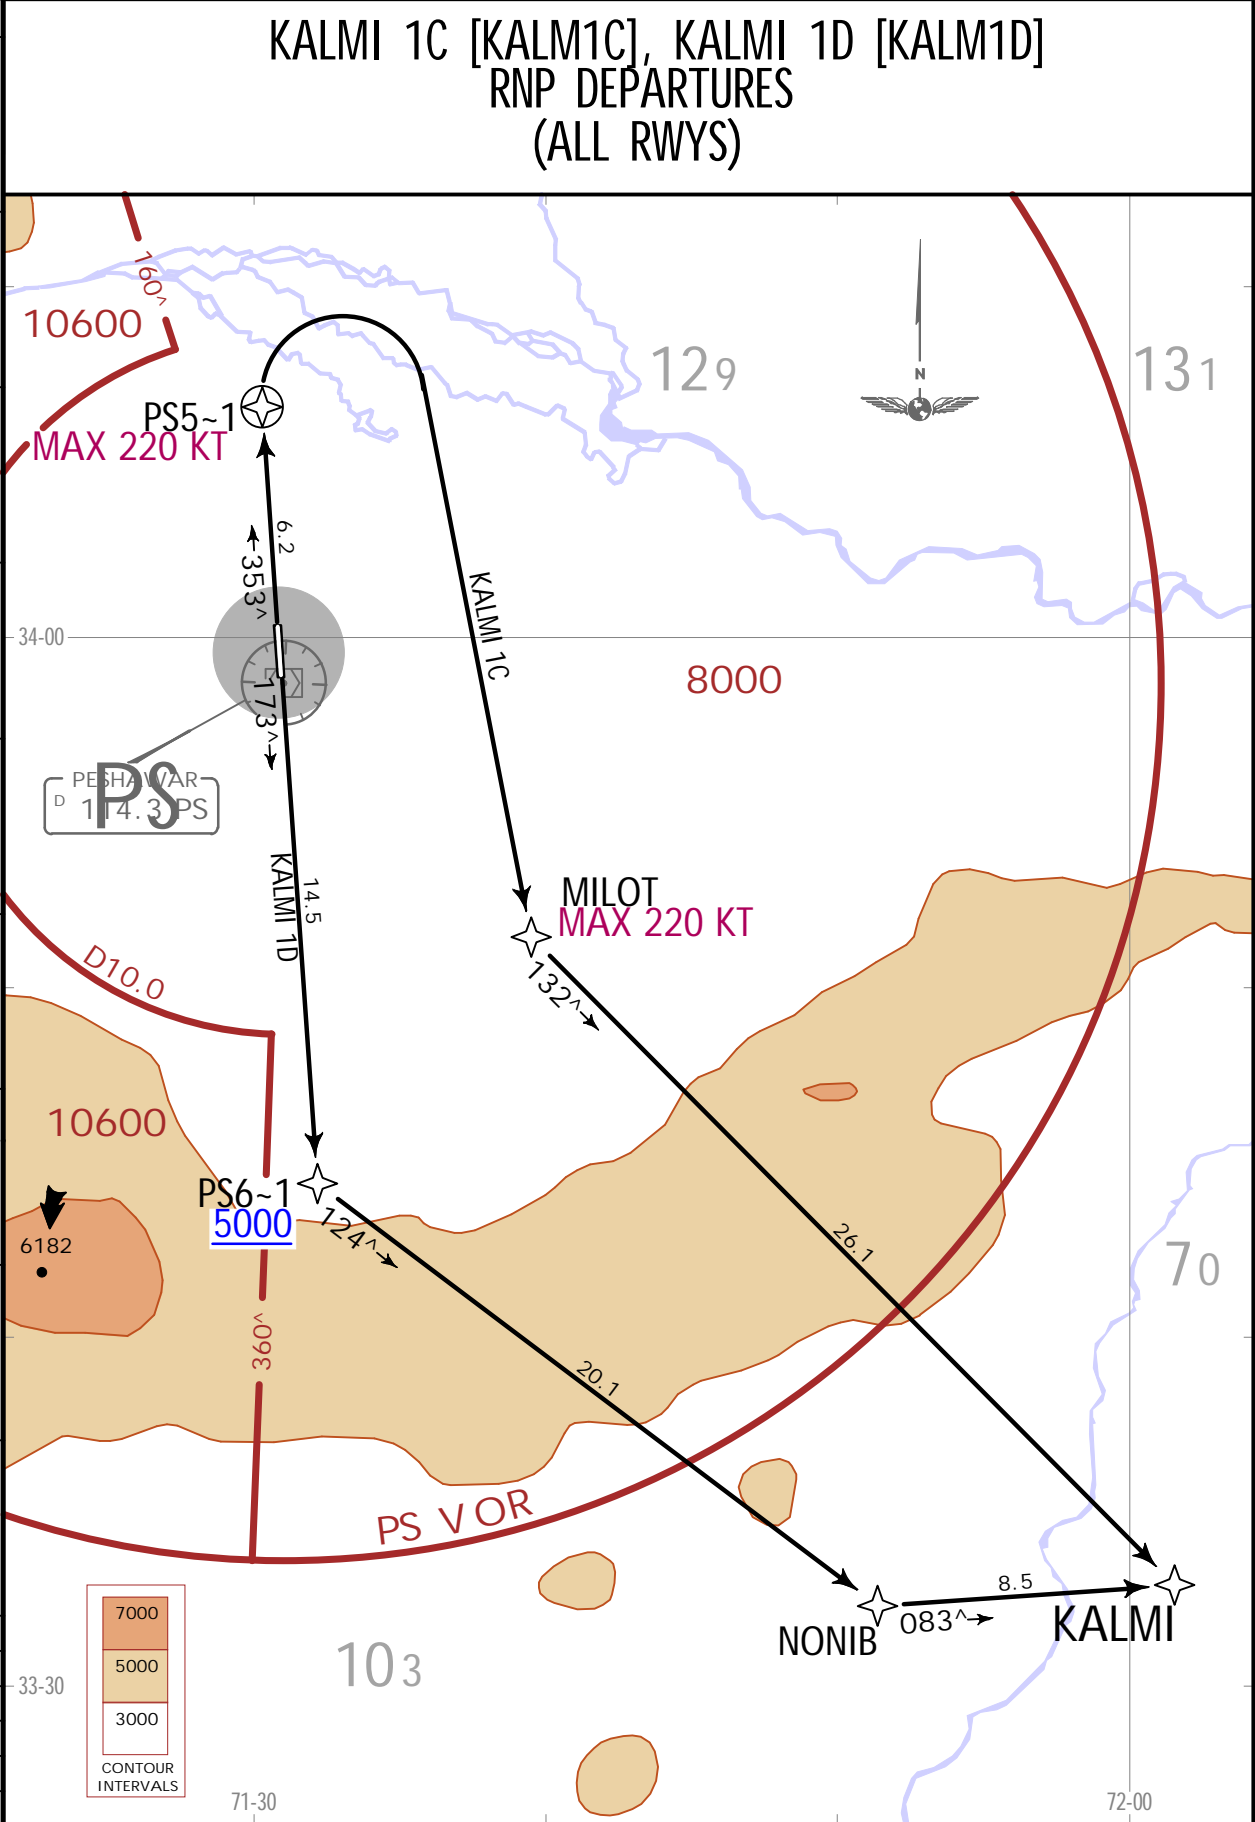 KALMI 1C [KALM1C], KALMI 1D [KALM1D]
RNP DEPARTURES
(ALL RWYS)
160^
10600
129
131
N
PS5~1
MAX 220 KT
6.2
353^
KALMI 1C
34-00
8000
173^
PESHAWAR
D 114.3 PS
PS
KALMI 1D
14.5
MILOT
MAX 220 KT
132^
D10.0
10600
PS6~1
5000
124^
6182
26.1
70
360^
20.1
PS VOR
8.5
083^
NONIB
KALMI
7000
5000
3000
CONTOUR
INTERVALS
103
33-30
71-30
72-00